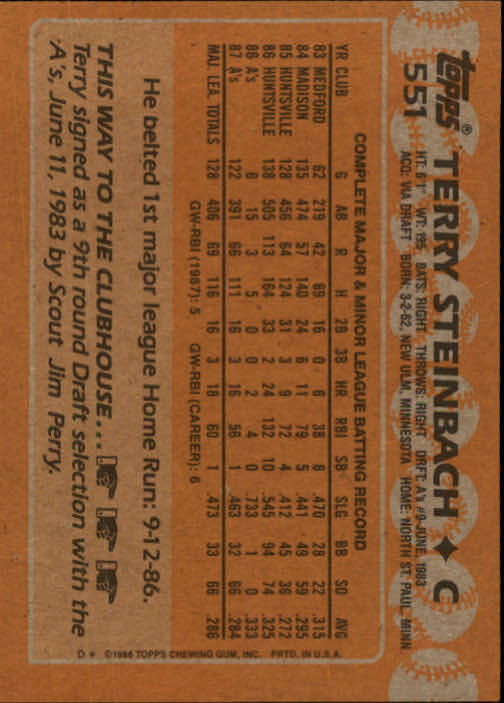 TOPPS® TERRY STEINBACH ✦ C
551 HT: 6'1" WT: 195 BATS: RIGHT THROWS: RIGHT DRFT: A's #9-JUNE, 1983
ACQ: VIA DRAFT BORN: 3-2-62, NEW ULM, MINNESOTA HOME: NORTH ST. PAUL, MINN
COMPLETE MAJOR & MINOR LEAGUE BATTING RECORD
YR CLUB G AB R H 2B 3B HR RBI SB SLG BB SO AVG
83 MEDFORD 62 219 42 69 16 0 6 38 8 .470 28 22 .315
84 MADISON 135 474 57 140 24 6 11 79 5 .441 49 59 .295
85 HUNTSVILLE 128 456 64 124 31 3 9 72 4 .412 45 36 .272
86 HUNTSVILLE 138 505 113 164 33 2 24 132 10 .545 94 74 .325
86 A's 6 15 3 5 0 0 2 4 0 .733 1 0 .333
87 A's 122 391 66 111 16 3 16 56 1 .463 32 66 .284
MAJ. LEA. TOTALS 128 406 69 116 16 3 18 60 1 .473 33 66 .286
GW-RBI (1987): 5 GW-RBI (CAREER): 6
He belted 1st major league Home Run: 9-12-86.
THIS WAY TO THE CLUBHOUSE...
Terry signed as a 9th round Draft selection with the
A's, June 11, 1983 by Scout Jim Perry.
D* ©1988 TOPPS CHEWING GUM, INC. PRTD. IN U.S.A.